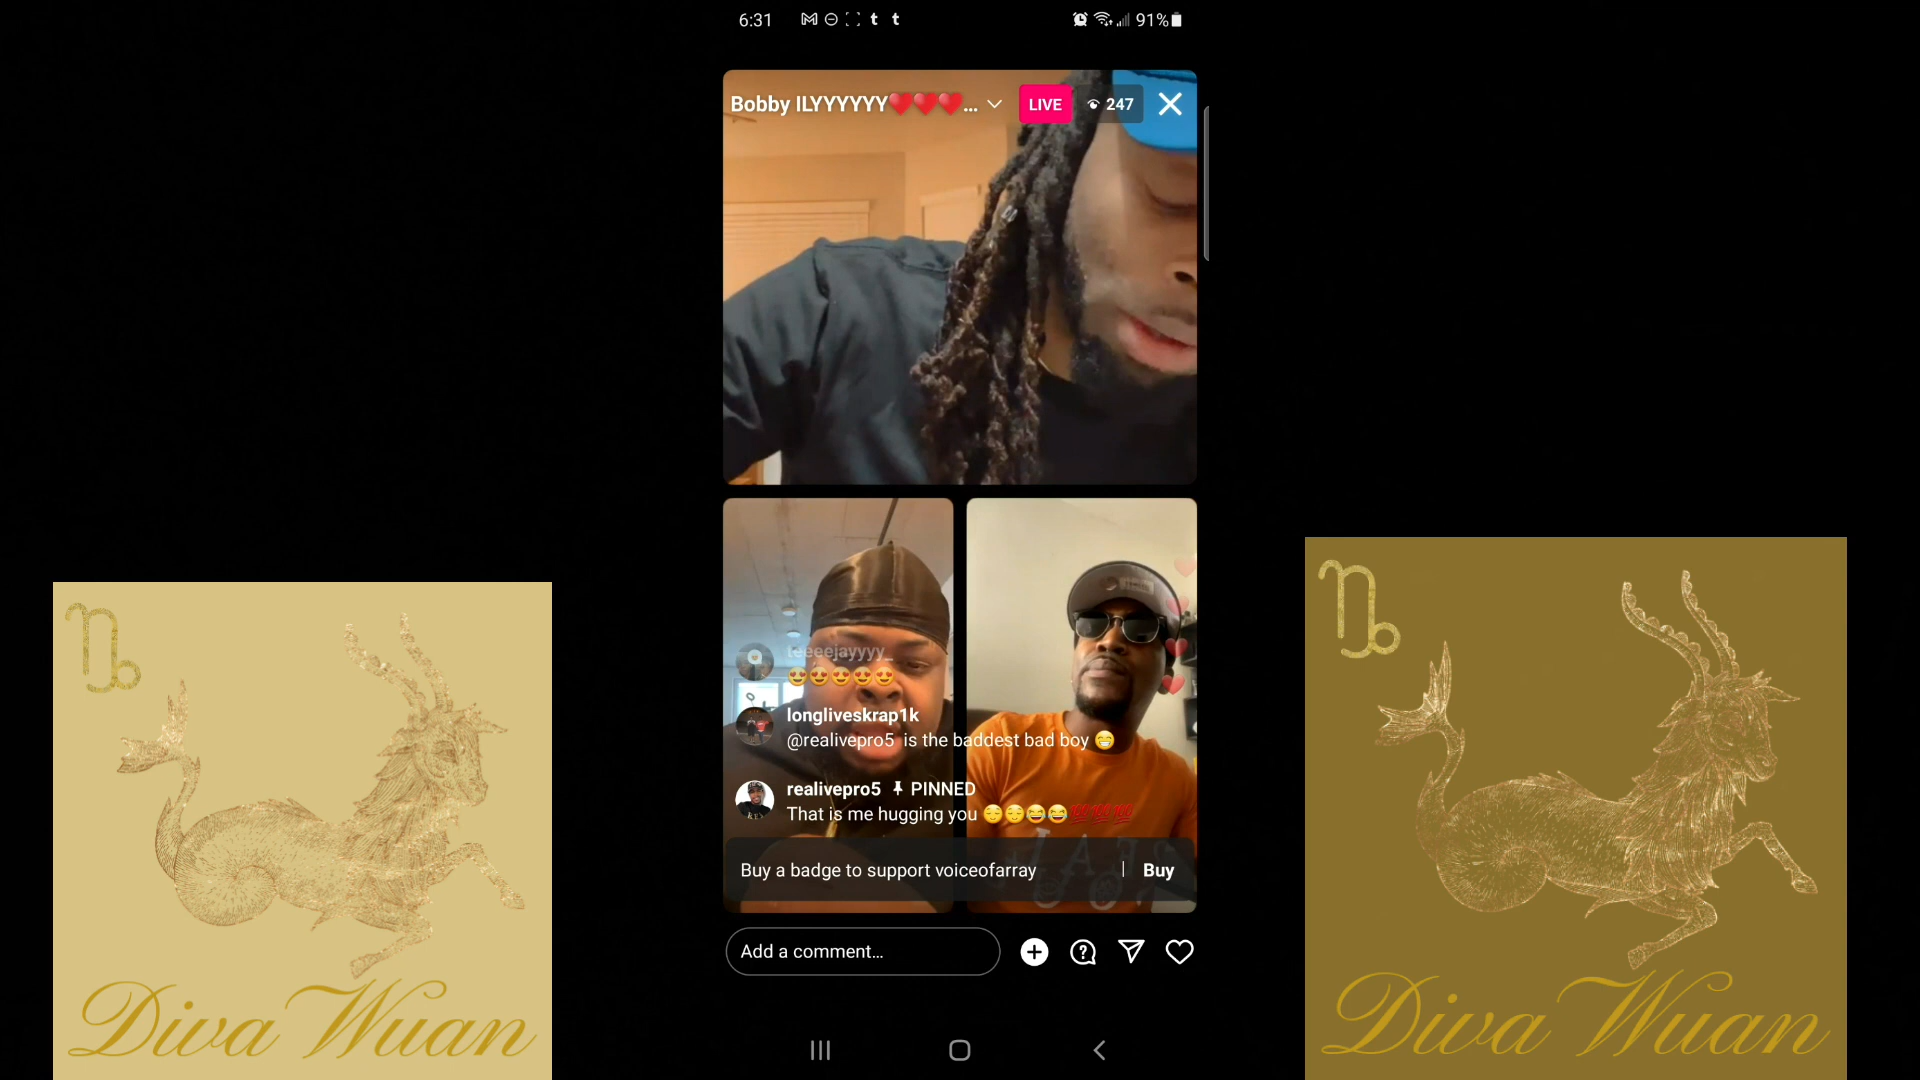 6:31
91%
Bobby ILYYYYYY❤️❤️❤️...
LIVE
247
teeeejayyyy_
😍😍😍😍😍
longliveskrap1k
@realivepro5 is the baddest bad boy 😁
realivepro5 PINNED
That is me hugging you 😌😌😂😂💯💯💯
Buy a badge to support voiceofarray | Buy
Add a comment...
Diva Wuan
Diva Wuan